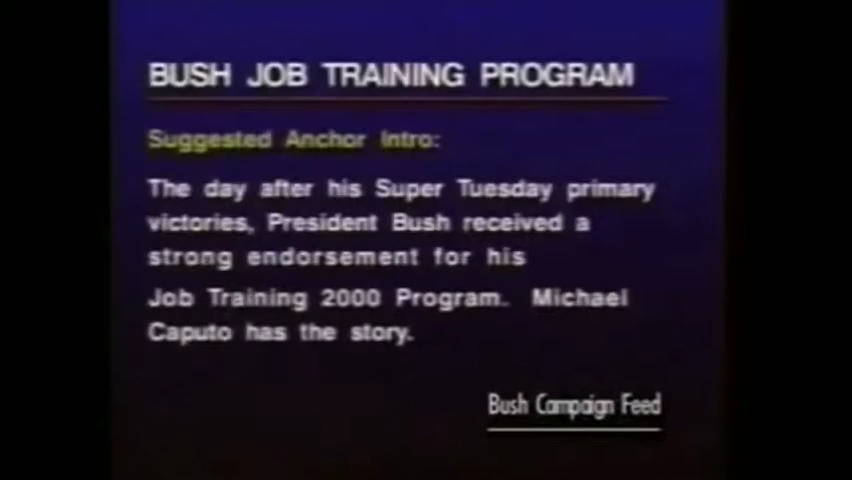 BUSH JOB TRAINING PROGRAM
Suggested Anchor Intro:
The day after his Super Tuesday primary
victories, President Bush received a
strong endorsement for his
Job Training 2000 Program. Michael
Caputo has the story.
Bush Campaign Feed